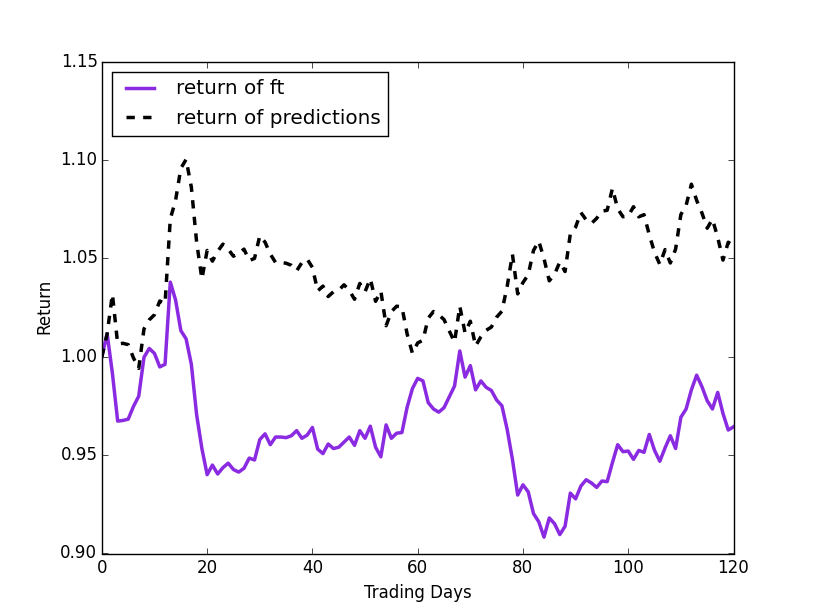 1.15
1.10
1.05
1.00
0.95
0.90
Return
return of ft
return of predictions
0 20 40 60 80 100 120
Trading Days